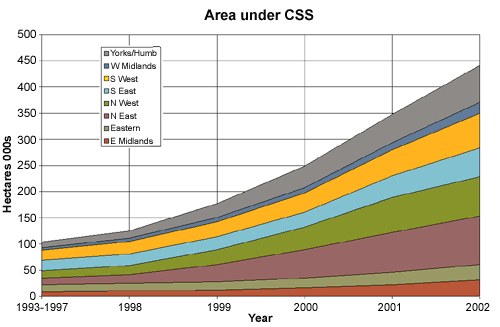 Area under CSS
Hectares 000s
500
450
400
350
300
250
200
150
100
50
0
Yorks/Humb
W Midlands
S West
S East
N West
N East
Eastern
E Midlands
1993-1997 1998 1999 2000 2001 2002
Year